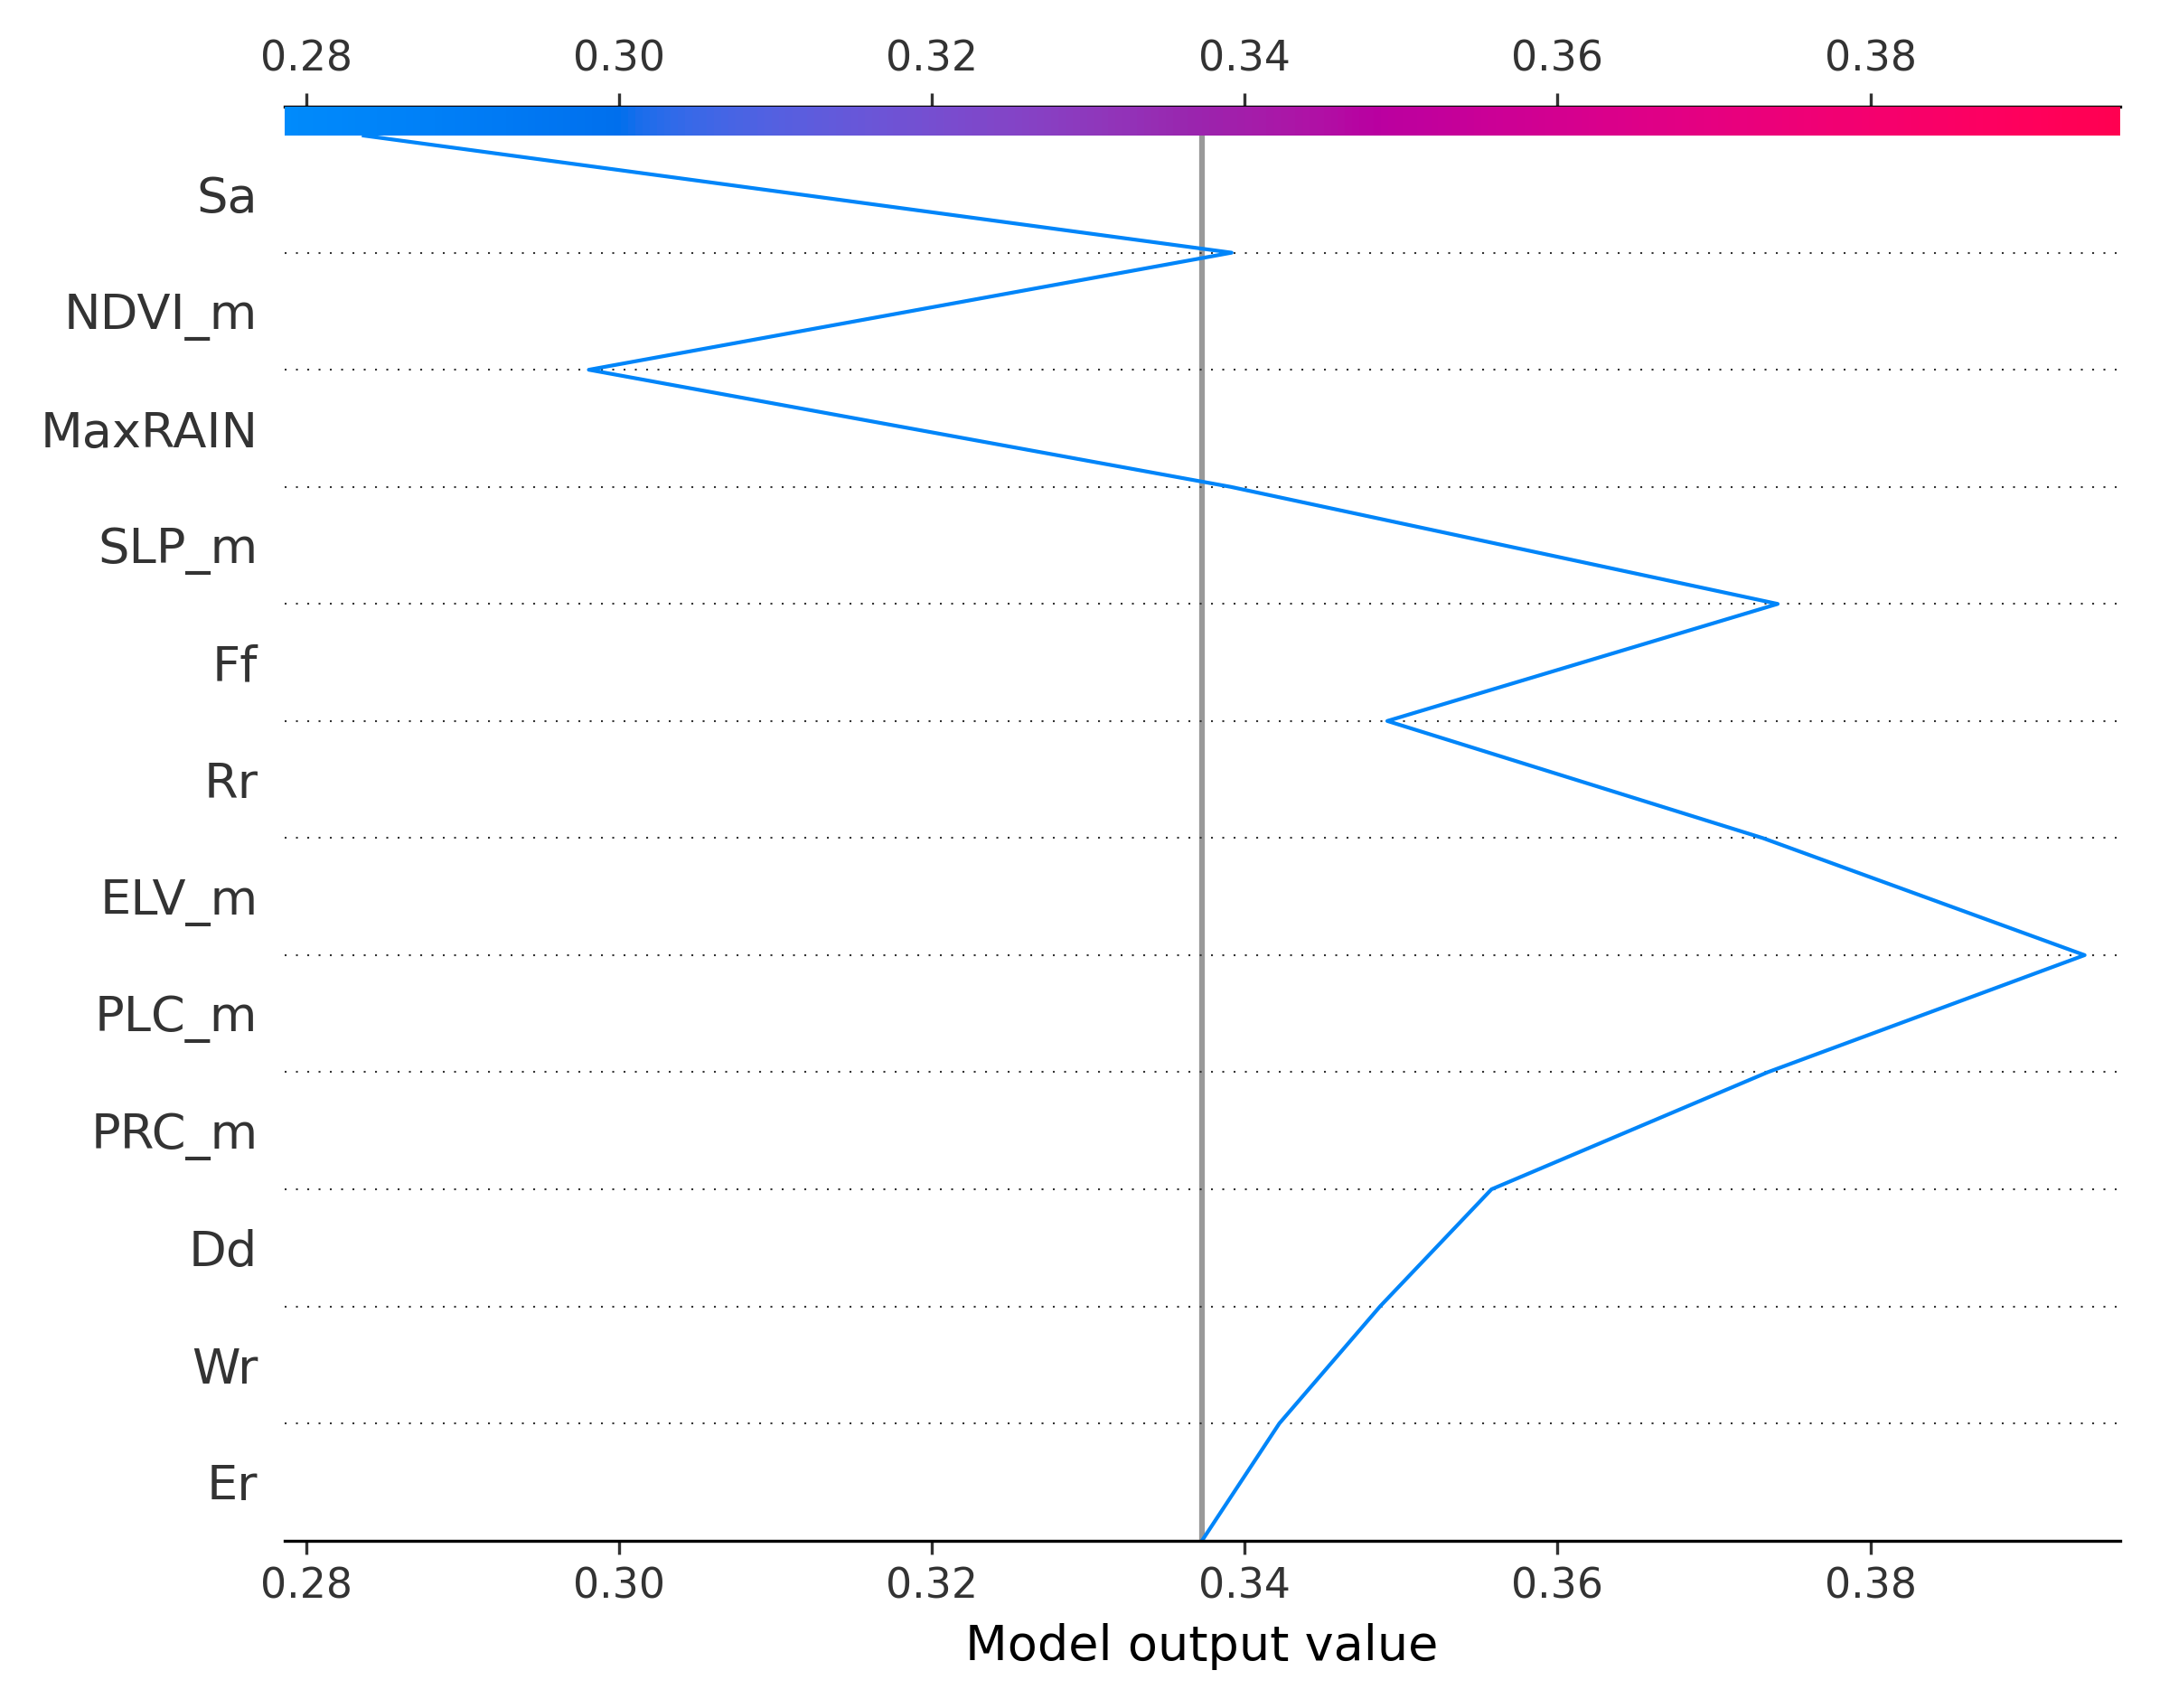 0.28 0.30 0.32 0.34 0.36 0.38
Sa
NDVI_m
MaxRAIN
SLP_m
Ff
Rr
ELV_m
PLC_m
PRC_m
Dd
Wr
Er
0.28 0.30 0.32 0.34 0.36 0.38
Model output value